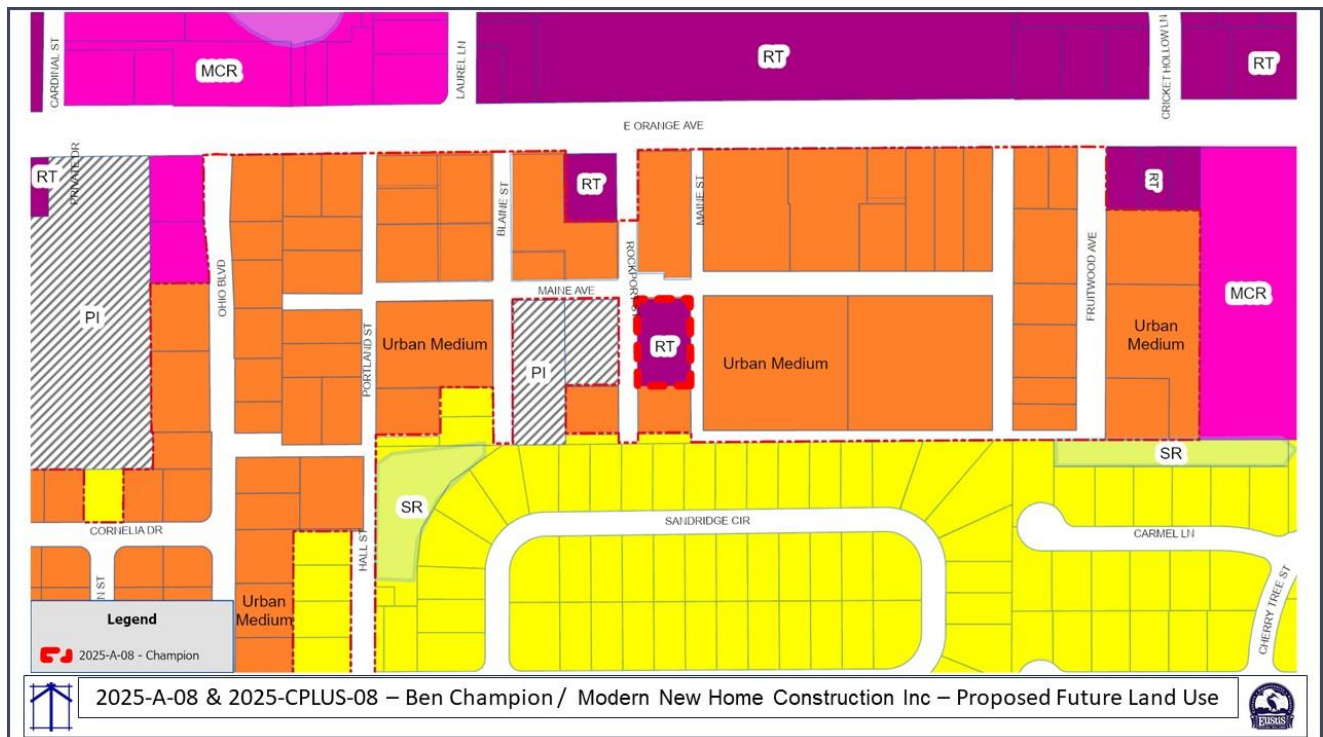 CARDINAL ST
MCR
LAUREL LN
RT
CRICKET HOLLOW LN
RT
E ORANGE AVE
RT
PRIVATE DR
RT
BLAINE ST
MAINE ST
RT
OHIO BLVD
ROCKPORT ST
FRUITWOOD AVE
MCR
PI
MAINE AVE
PORTLAND ST
Urban Medium
PI
RT
Urban Medium
Urban
Medium
SR
SR
CORNELIA DR
HALL ST
SANDRIDGE CIR
CARMEL LN
N ST
Urban
Medium
CHERRY TREE ST
Legend
2025-A-08 - Champion
2025-A-08 & 2025-CPLUS-08 – Ben Champion / Modern New Home Construction Inc – Proposed Future Land Use
EUSTIS